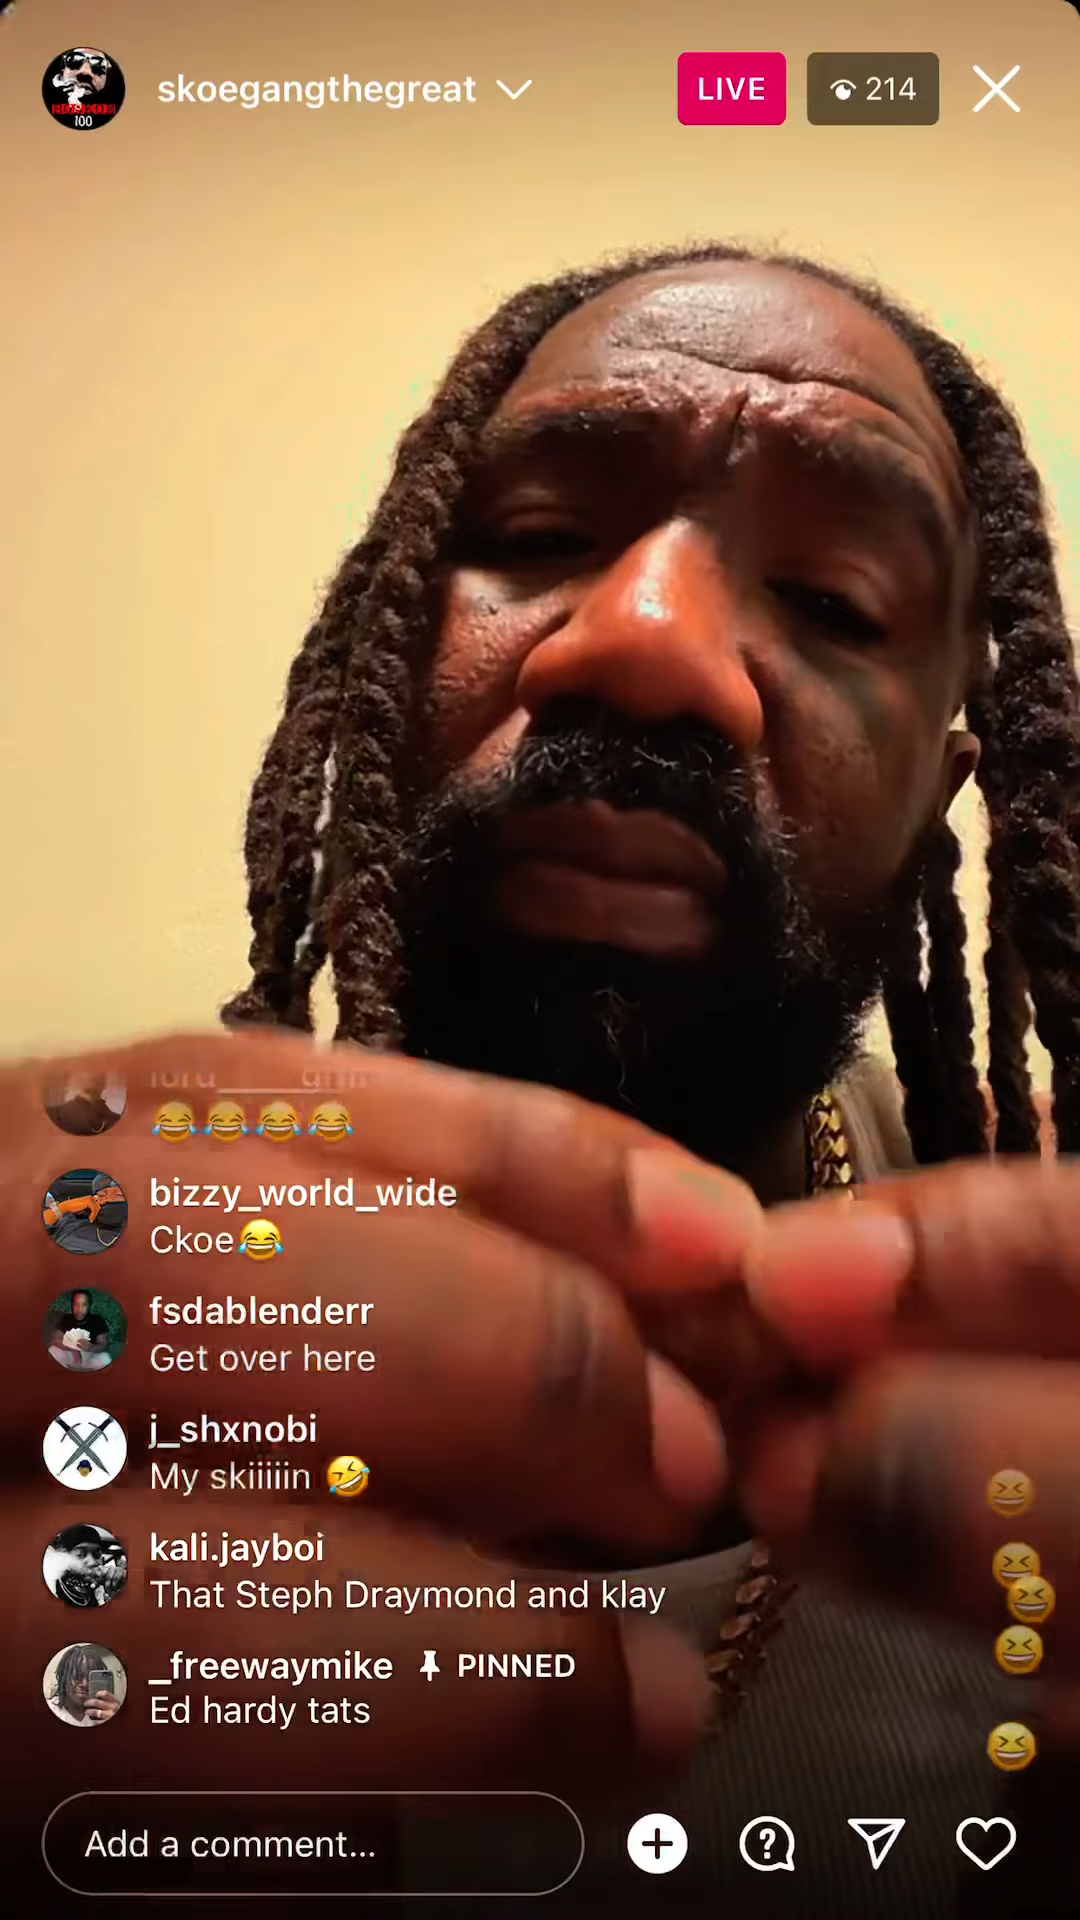 skoegangthegreat
LIVE
214
100
😂😂😂😂
bizzy_world_wide
Ckoe😂
fsdablenderr
Get over here
j_shxnobi
My skiiiiin 🤣
kali.jayboi
That Steph Draymond and klay
_freewaymike PINNED
Ed hardy tats
Add a comment...